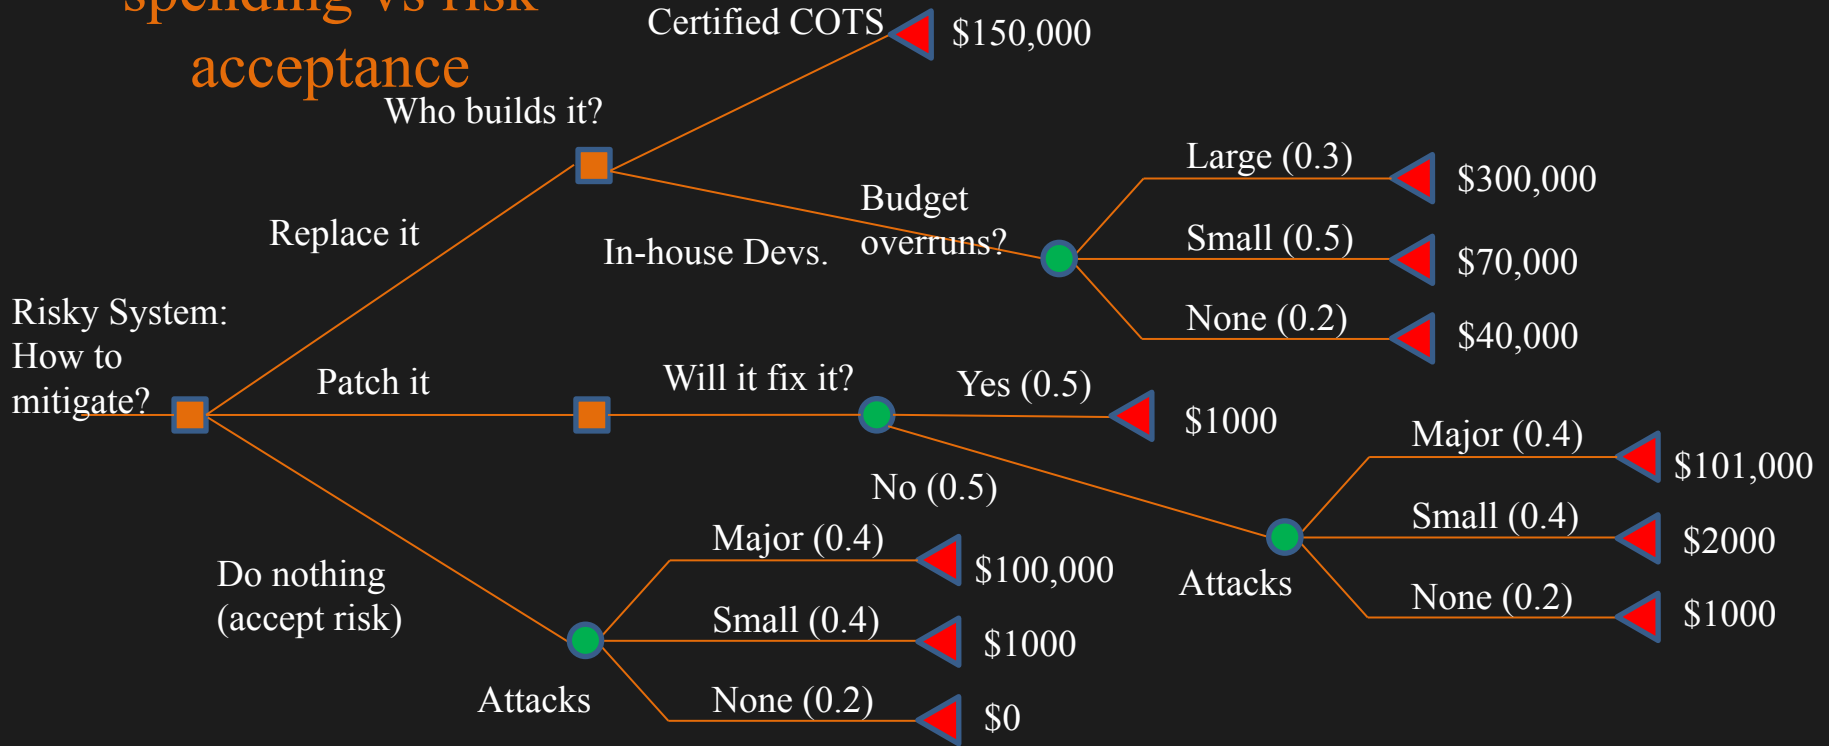 spending vs risk
acceptance
Certified COTS
$150,000
Who builds it?
Large (0.3)
$300,000
Budget
overruns?
Replace it
In-house Devs.
Small (0.5)
$70,000
None (0.2)
$40,000
Risky System:
How to
mitigate?
Patch it
Will it fix it?
Yes (0.5)
$1000
No (0.5)
Major (0.4)
$101,000
Small (0.4)
$2000
None (0.2)
$1000
Attacks
Do nothing
(accept risk)
Major (0.4)
$100,000
Small (0.4)
$1000
None (0.2)
$0
Attacks